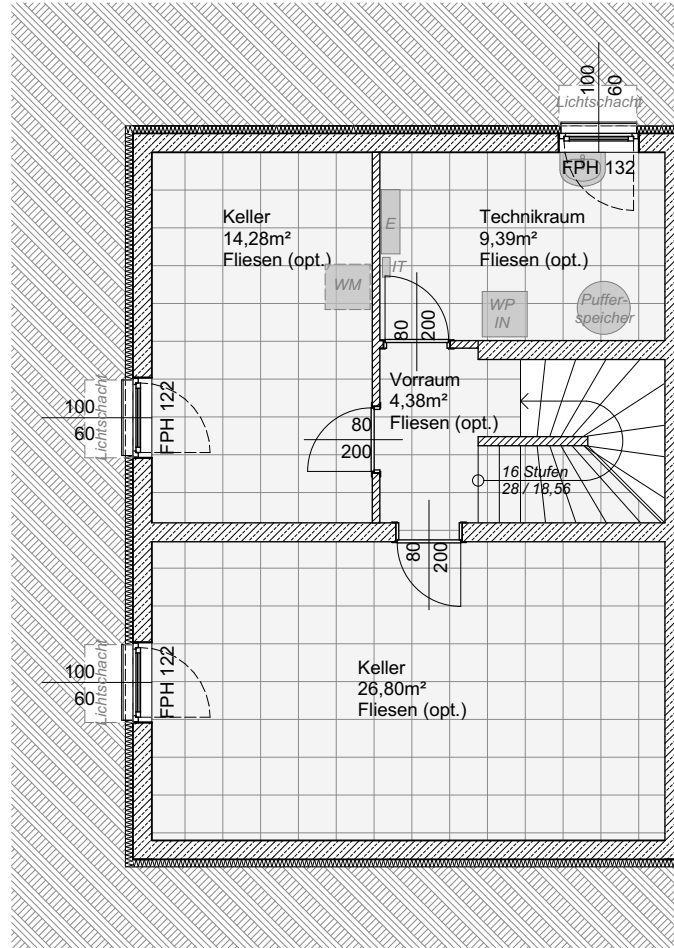 100
60
Lichtschacht
FPH 132
Keller
14,28m²
Fliesen (opt.)
E
IT
WM
Technikraum
9,39m²
Fliesen (opt.)
WP
IN
Puffer-
speicher
80
200
Vorraum
4,38m²
Fliesen (opt.)
100
60
Lichtschacht
FPH 122
80
200
16 Stufen
28 / 18,56
80
200
100
60
Lichtschacht
FPH 122
Keller
26,80m²
Fliesen (opt.)